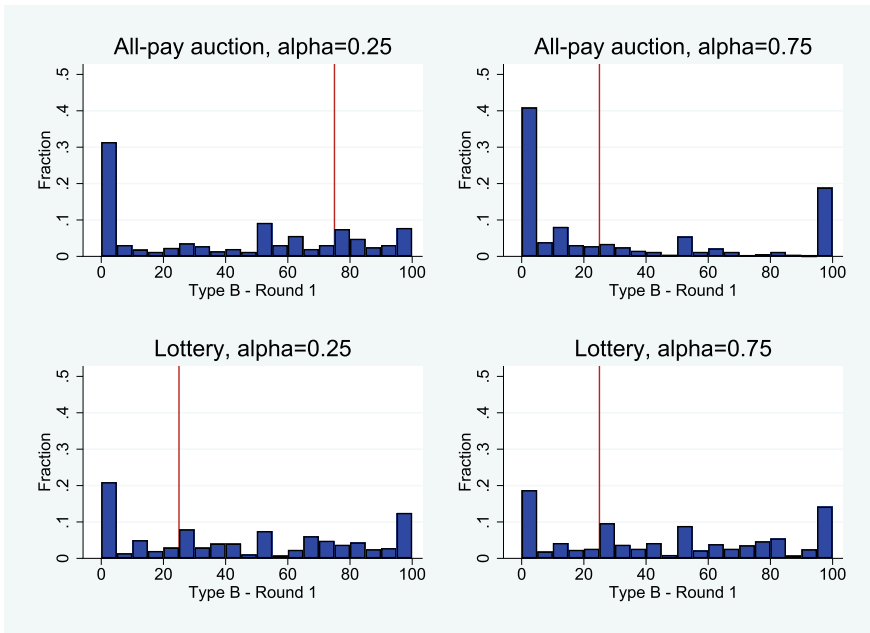 All-pay auction, alpha=0.25
Fraction
0 .1 .2 .3 .4 .5
0 20 40 60 80 100
Type B - Round 1
All-pay auction, alpha=0.75
Fraction
0 .1 .2 .3 .4 .5
0 20 40 60 80 100
Type B - Round 1
Lottery, alpha=0.25
Fraction
0 .1 .2 .3 .4 .5
0 20 40 60 80 100
Type B - Round 1
Lottery, alpha=0.75
Fraction
0 .1 .2 .3 .4 .5
0 20 40 60 80 100
Type B - Round 1